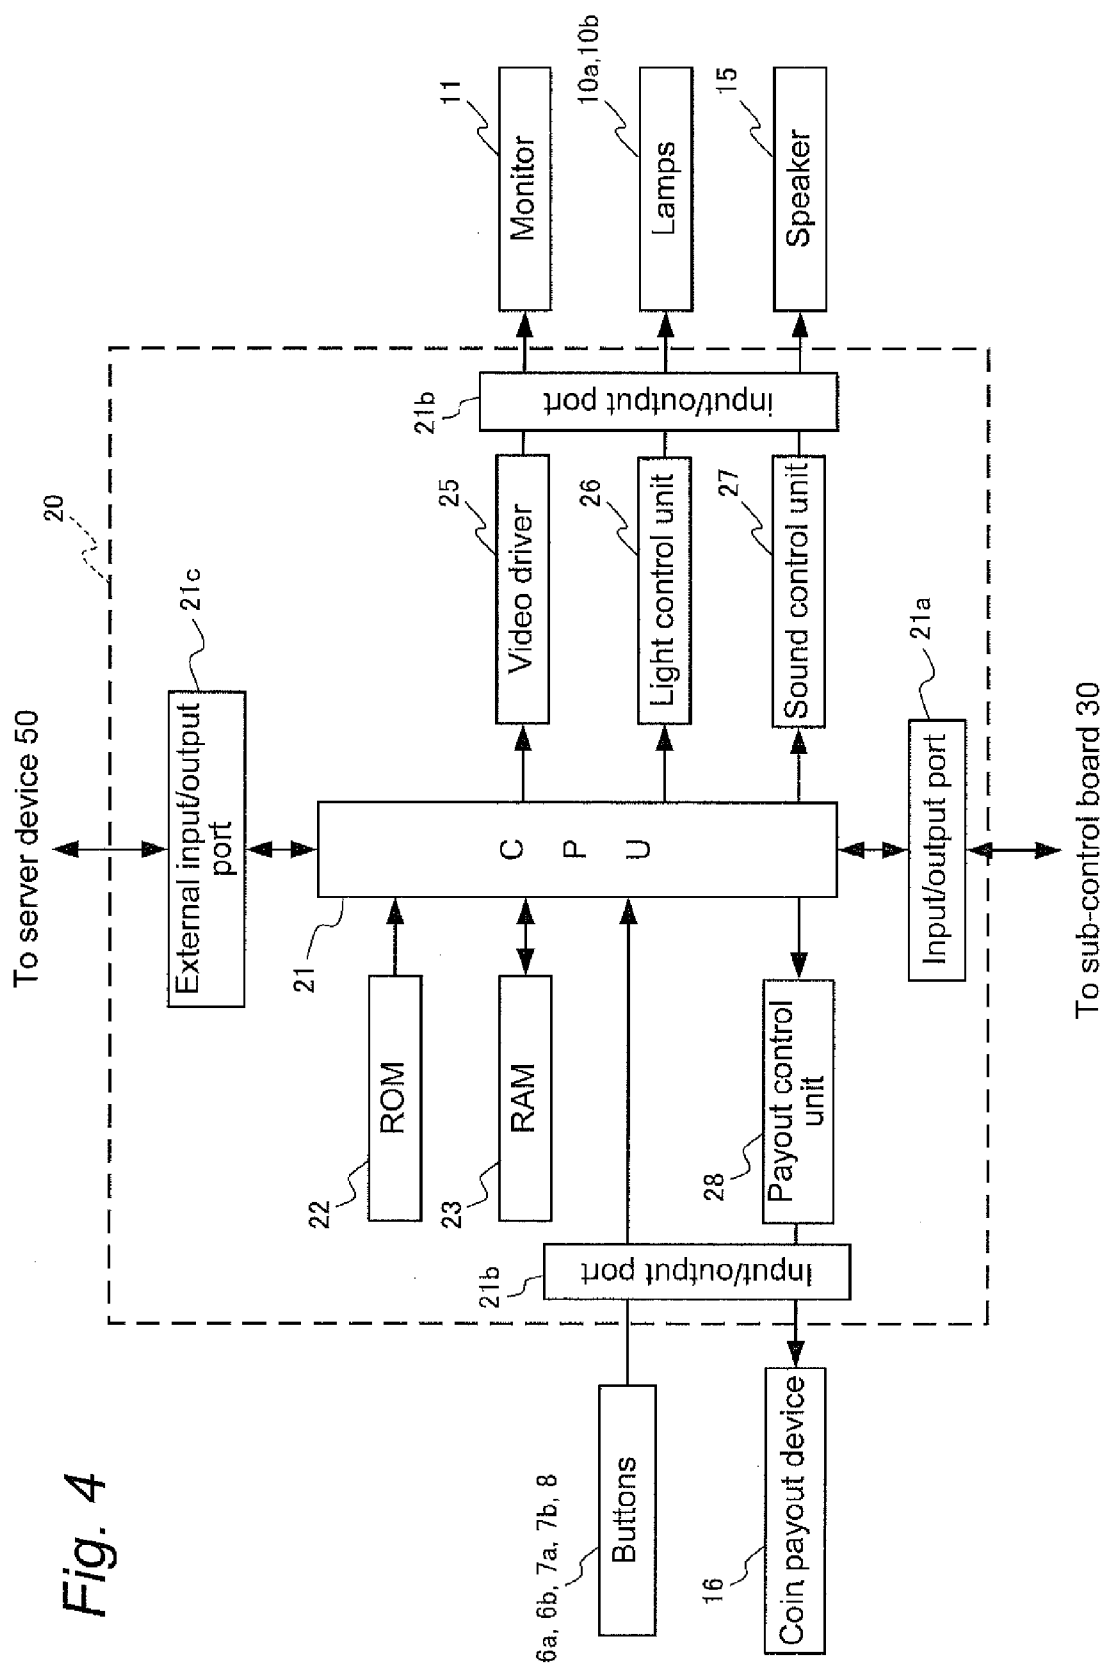 Fig. 4
To server device 50
20
External input/output
port
21c
21
C
P
U
22
ROM
23
RAM
25
Video driver
21b
input/output port
11
Monitor
26
Light control unit
10a,10b
Lamps
27
Sound control unit
15
Speaker
6a, 6b, 7a, 7b, 8
Buttons
21b
input/output port
28
Payout control
unit
16
Coin payout device
Input/output port
21a
To sub-control board 30